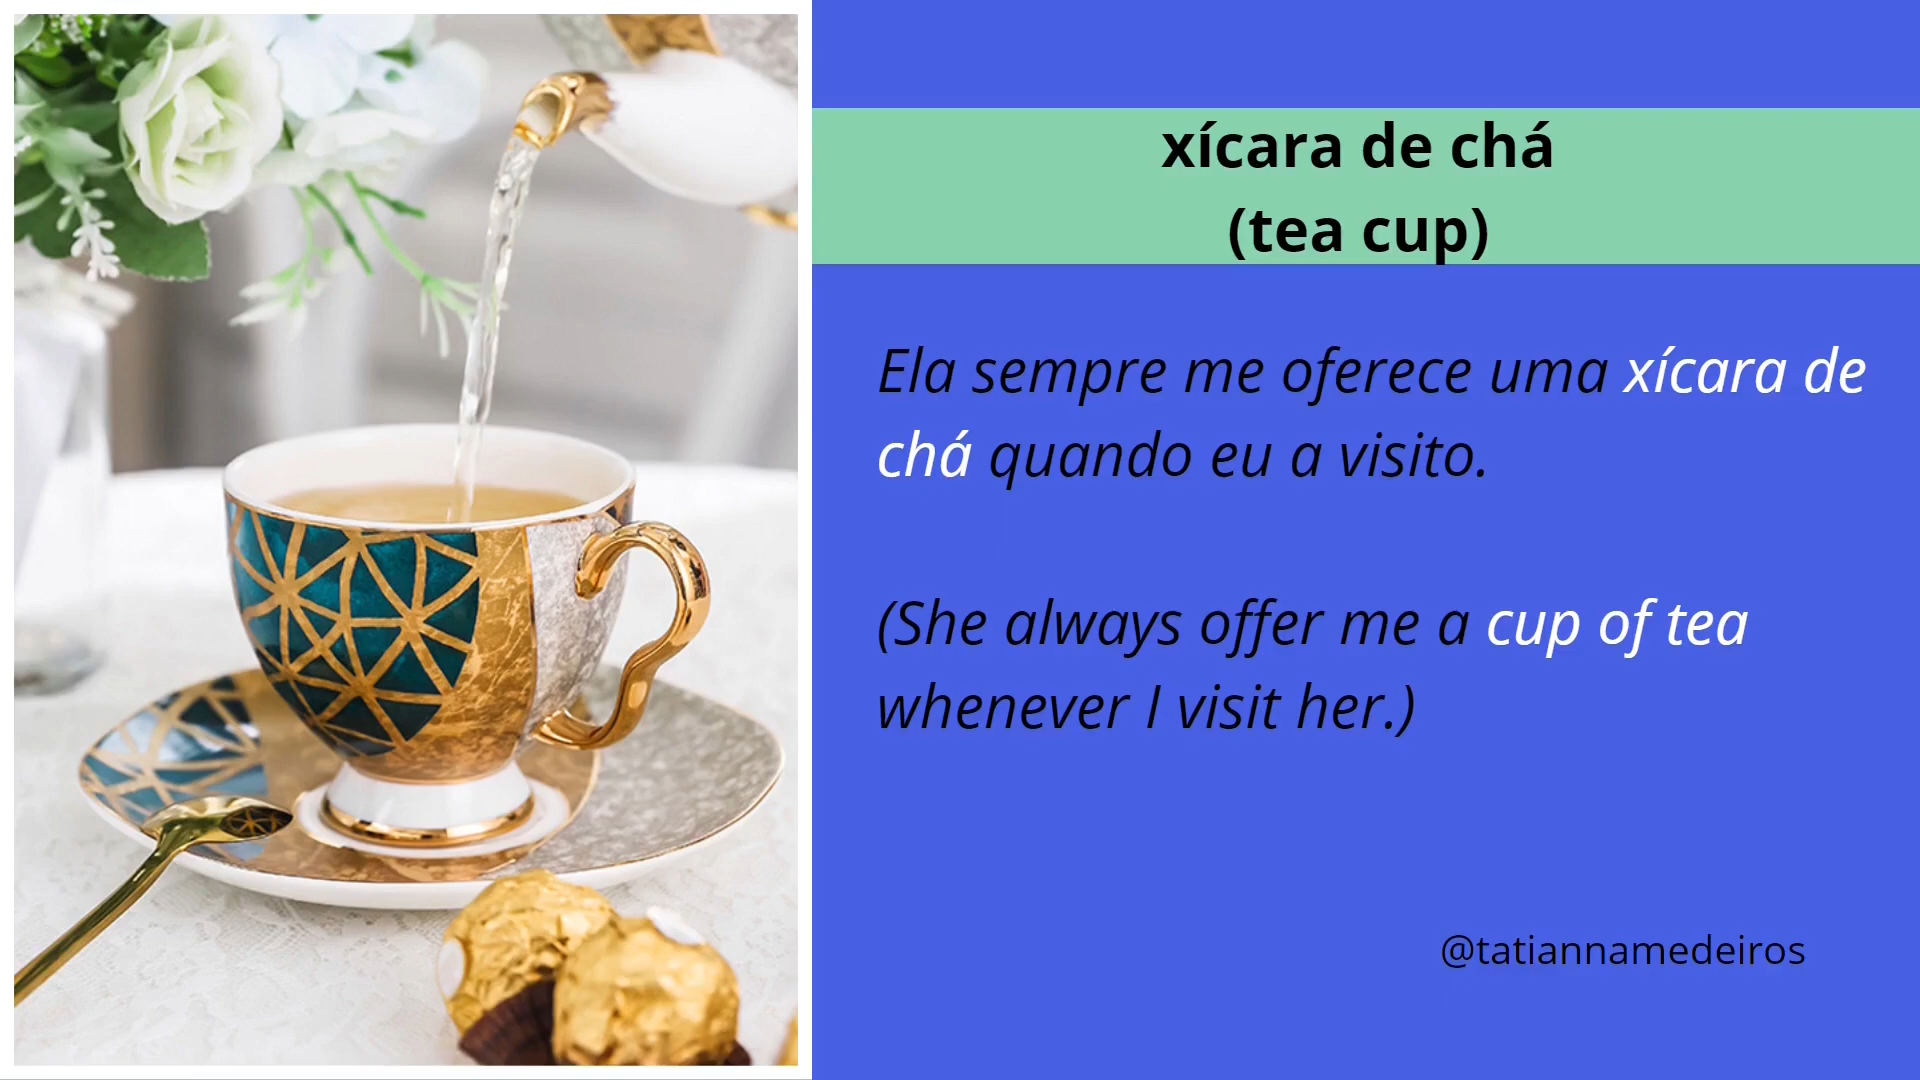 xícara de chá
(tea cup)
Ela sempre me oferece uma xícara de
chá quando eu a visito.
(She always offer me a cup of tea
whenever I visit her.)
@tatiannamedeiros